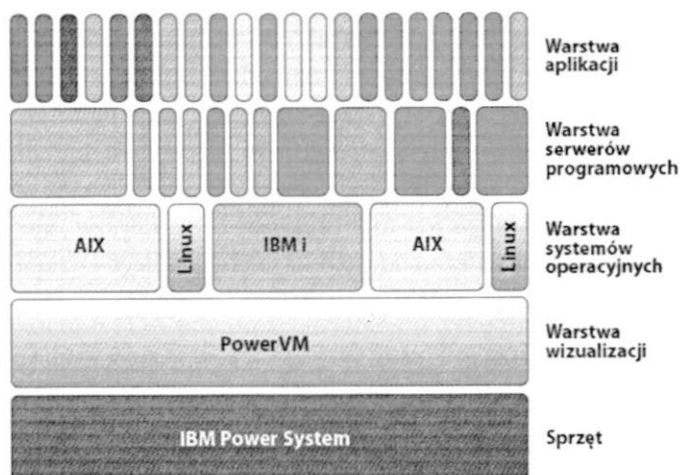 Warstwa
aplikacji
Warstwa
serwerów
programowych
AIX
Linux
IBM i
AIX
Linux
Warstwa
systemów
operacyjnych
PowerVM
Warstwa
wizualizacji
IBM Power System
Sprzęt